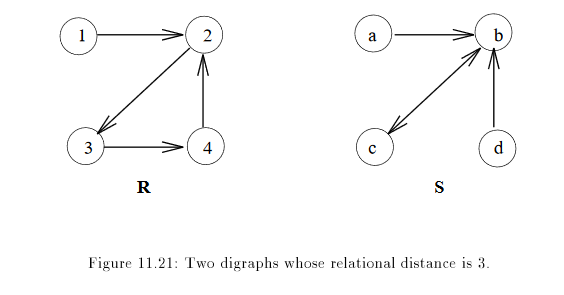 1 2 a b
3 4 c d
R S
Figure 11.21: Two digraphs whose relational distance is 3.